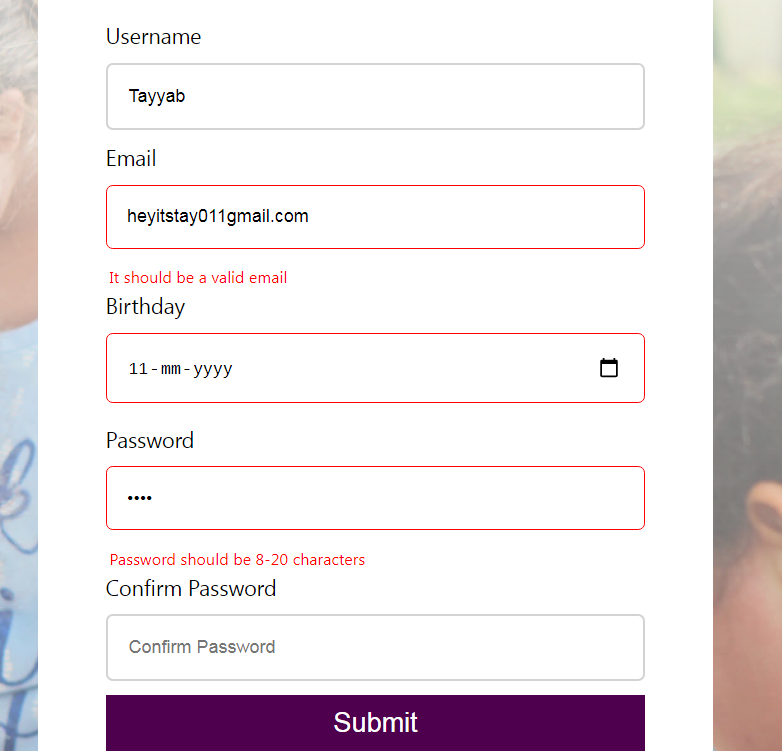 Username
Tayyab
Email
heyitstay011gmail.com
It should be a valid email
Birthday
11-mm-yyyy
Password
••••
Password should be 8-20 characters
Confirm Password
Confirm Password
Submit